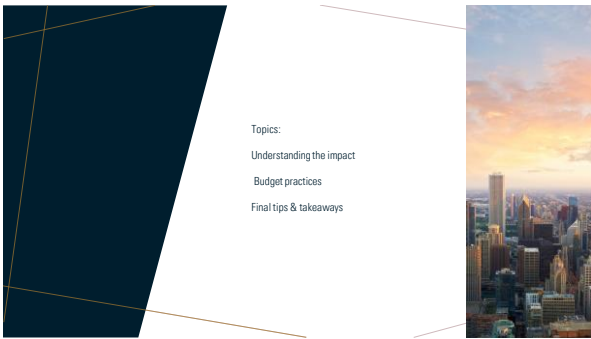 Topics:
Understanding the impact
Budget practices
Final tips & takeaways